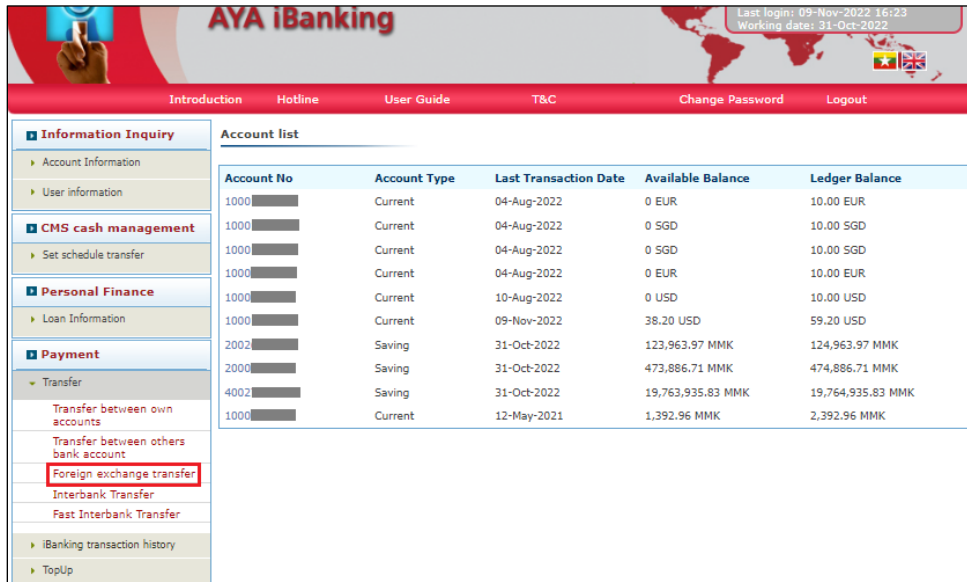 AYA iBanking
Last login: 09-Nov-2022 16:23
Working date: 31-Oct-2022
Introduction Hotline User Guide T&C Change Password Logout
Information Inquiry
Account Information
User information
CMS cash management
Set schedule transfer
Personal Finance
Loan Information
Payment
Transfer
Transfer between own
accounts
Transfer between others
bank account
Foreign exchange transfer
Interbank Transfer
Fast Interbank Transfer
iBanking transaction history
TopUp
Account list
Account No Account Type Last Transaction Date Available Balance Ledger Balance
1000 Current 04-Aug-2022 0 EUR 10.00 EUR
1000 Current 04-Aug-2022 0 SGD 10.00 SGD
1000 Current 04-Aug-2022 0 SGD 10.00 SGD
1000 Current 04-Aug-2022 0 EUR 10.00 EUR
1000 Current 10-Aug-2022 0 USD 10.00 USD
1000 Current 09-Nov-2022 38.20 USD 59.20 USD
2002 Saving 31-Oct-2022 123,963.97 MMK 124,963.97 MMK
2000 Saving 31-Oct-2022 473,886.71 MMK 474,886.71 MMK
4002 Saving 31-Oct-2022 19,763,935.83 MMK 19,764,935.83 MMK
1000 Current 12-May-2021 1,392.96 MMK 2,392.96 MMK